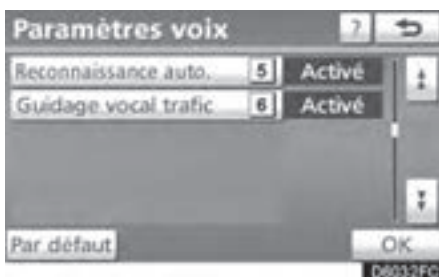 Paramètres voix ?
Reconnaissance auto. 5 Activé
Guidage vocal trafic 6 Activé
Par défaut OK
D6032FC